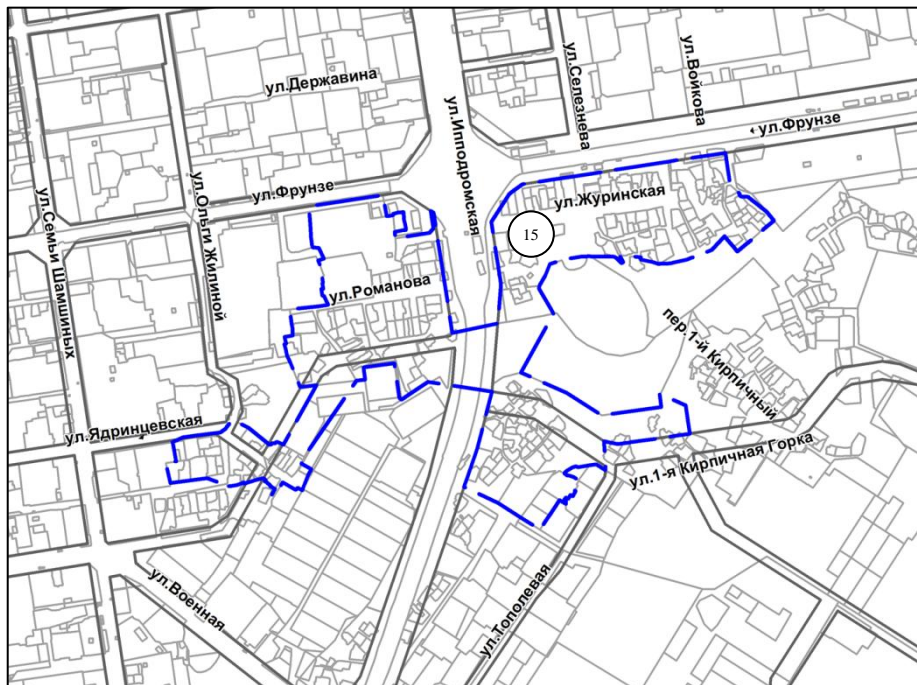 ул.Державина
ул.Ипподромская
ул.Селезнева
ул.Войкова
ул.Фрунзе
ул.Фрунзе
ул.Журинская
ул.Семьи Шамшиных
ул.Ольги Жилиной
15
ул.Романова
пер.1-й Кирпичный
ул.Ядринцевская
ул.1-я Кирпичная Горка
ул.Военная
ул.Тополевая